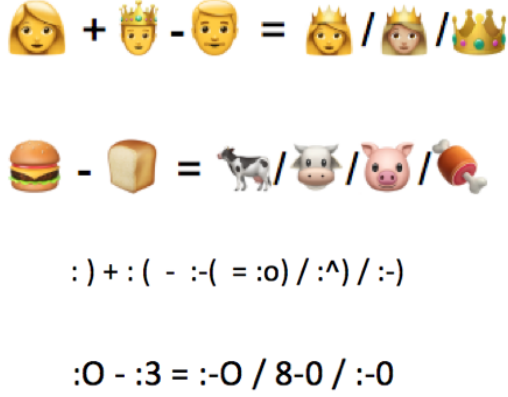 👩 + 🤴 - 👨 = 👸 / 👸🏼 / 👑
🍔 - 🍞 = 🐄 / 🐮 / 🐷 / 🍖
: ) + : ( - :-( = :o) / :^) / :-)
:O - :3 = :-O / 8-0 / :-0